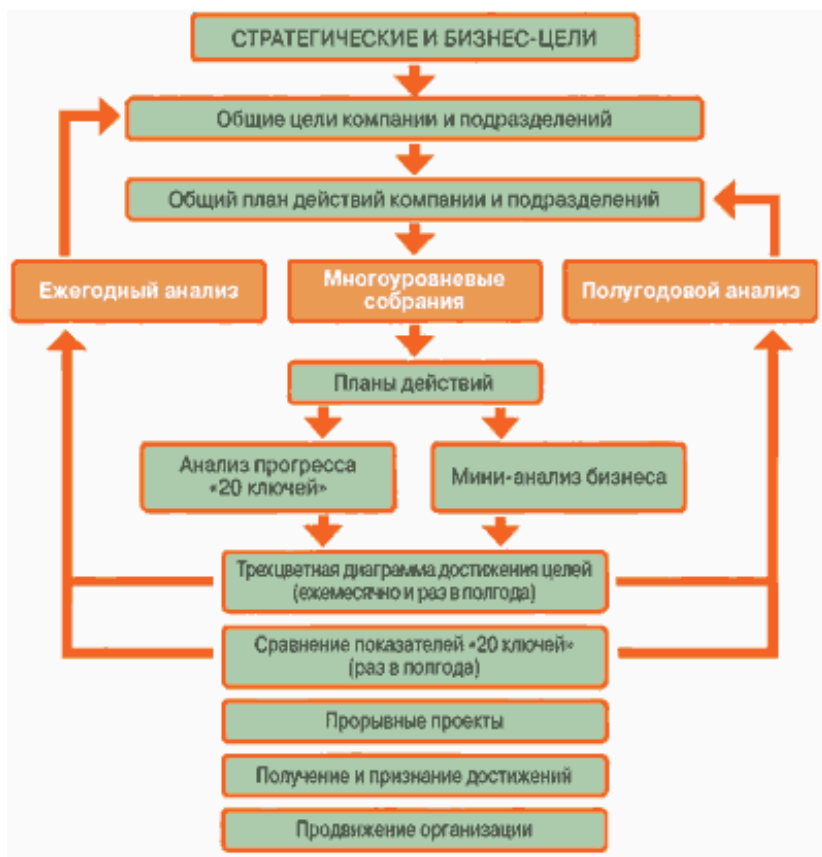 СТРАТЕГИЧЕСКИЕ И БИЗНЕС-ЦЕЛИ
Общие цели компании и подразделений
Общий план действий компании и подразделений
Ежегодный анализ
Многоуровневые
собрания
Полугодовой анализ
Планы действий
Анализ прогресса
«20 ключей»
Мини-анализ бизнеса
Трехцветная диаграмма достижения целей
(ежемесячно и раз в полгода)
Сравнение показателей «20 ключей»
(раз в полгода)
Прорывные проекты
Получение и признание достижений
Продвижение организации